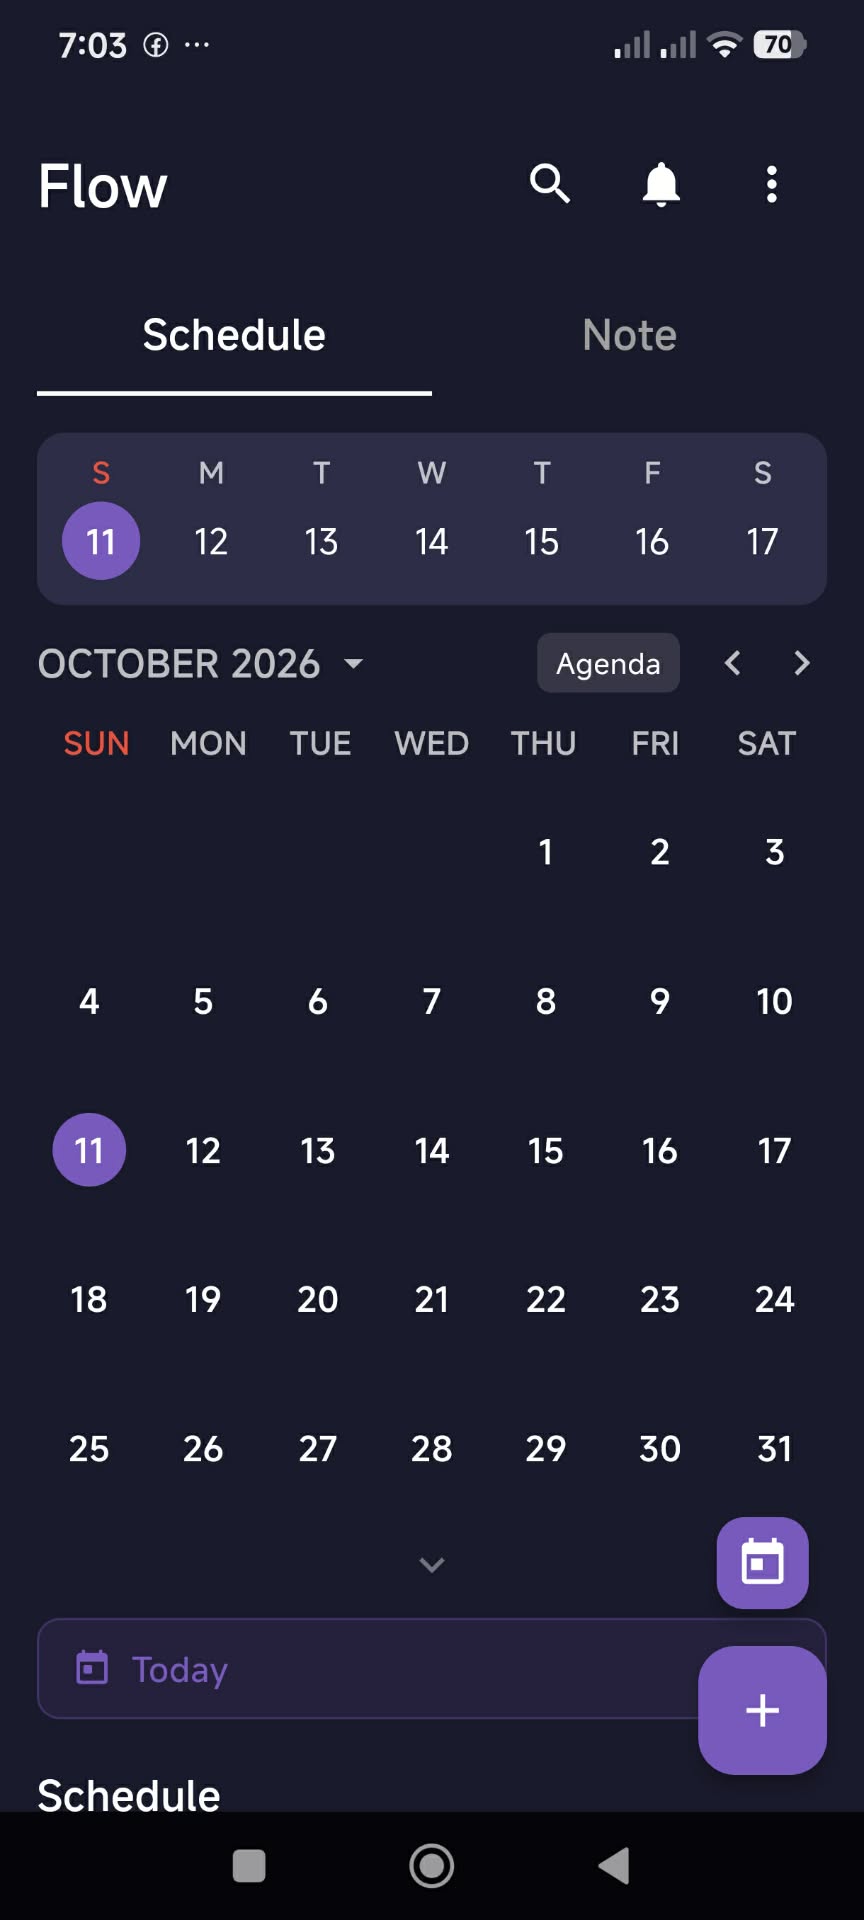 7:03 70
Flow
Schedule Note
S M T W T F S
11 12 13 14 15 16 17
OCTOBER 2026 Agenda
SUN MON TUE WED THU FRI SAT
1 2 3
4 5 6 7 8 9 10
11 12 13 14 15 16 17
18 19 20 21 22 23 24
25 26 27 28 29 30 31
Today
Schedule